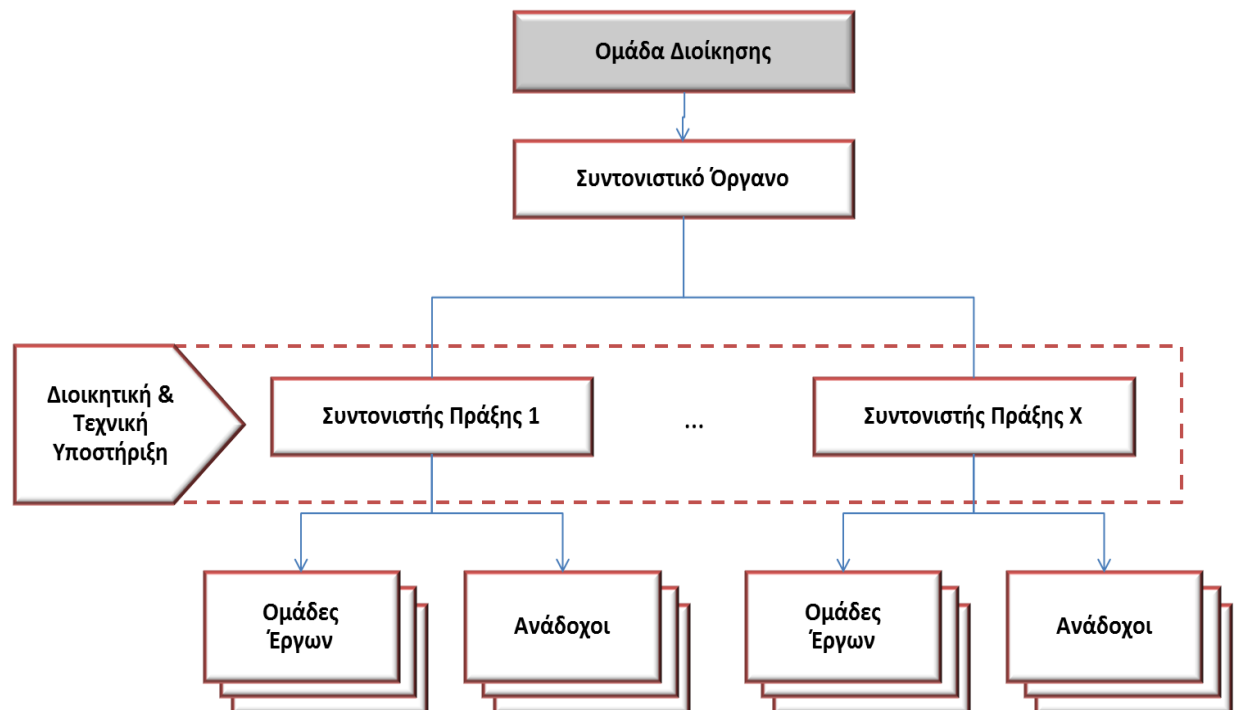 Ομάδα Διοίκησης
Συντονιστικό Όργανο
Διοικητική &
Τεχνική
Υποστήριξη
Συντονιστής Πράξης 1
...
Συντονιστής Πράξης Χ
Ομάδες
Έργων
Ανάδοχοι
Ομάδες
Έργων
Ανάδοχοι